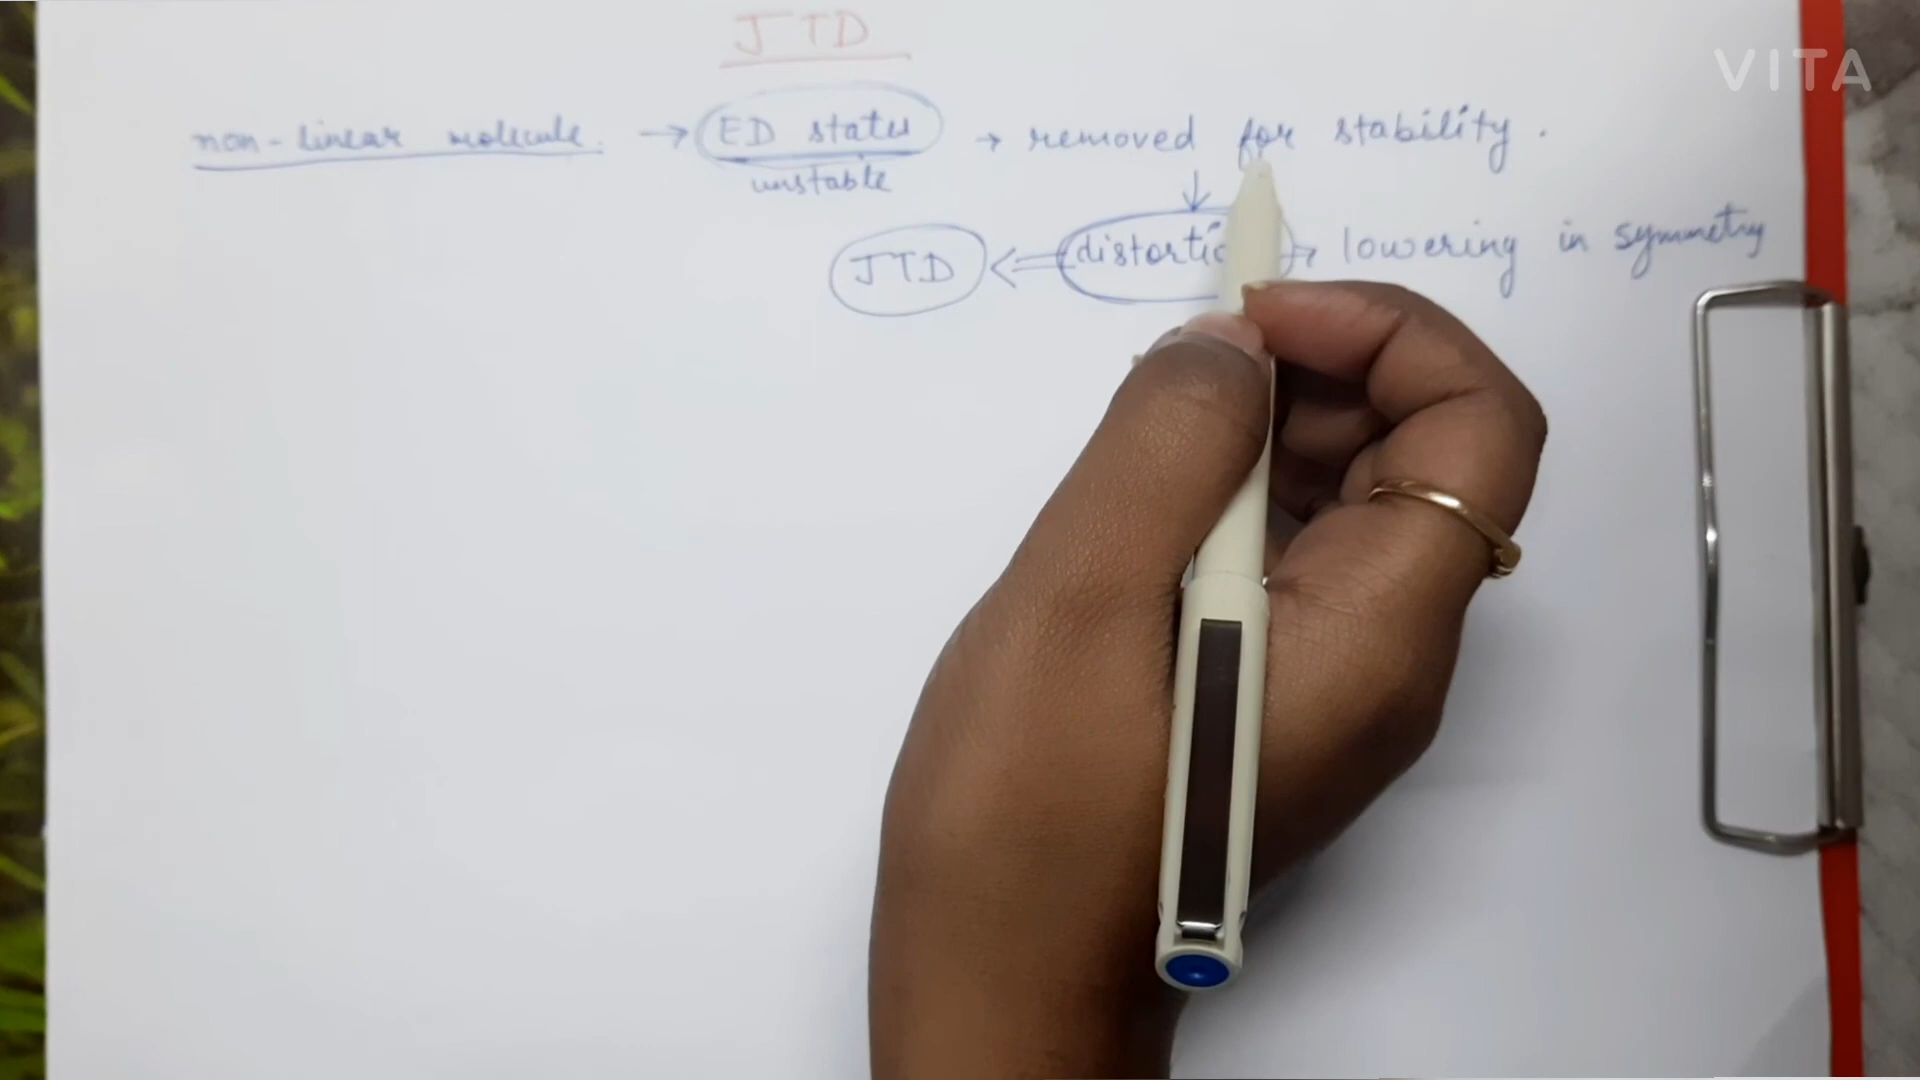 JTD
VITA
non-linear molecule. → ED states → removed for stability.
unstable ↓
JTD ⇐ distortio → lowering in symmetry